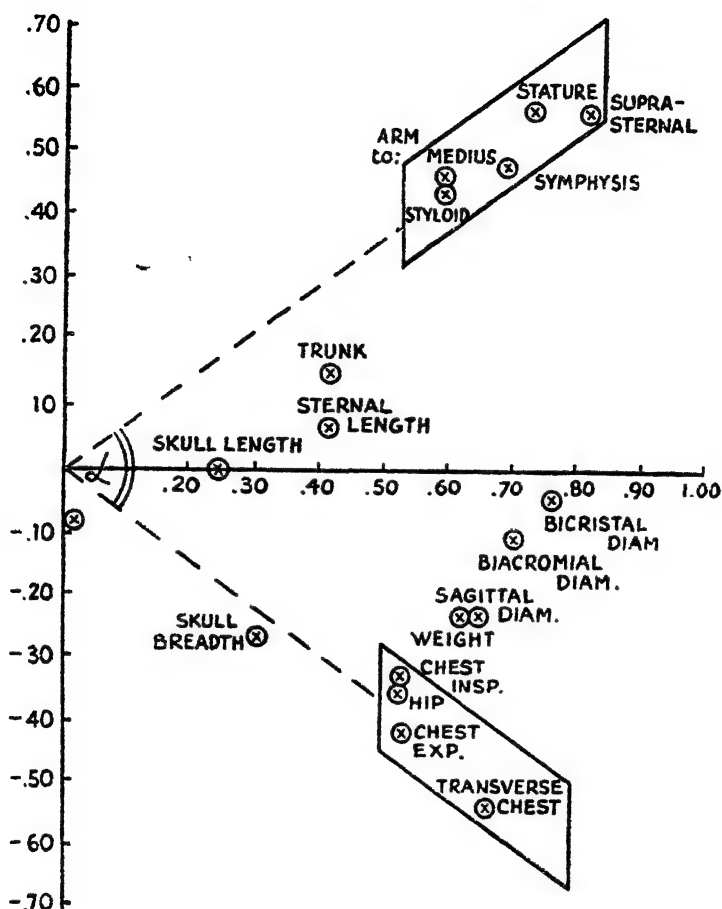 .70
.60
.50
.40
.30
.20
10
-.10
-.20
-.30
-.40
-.50
-.60
-.70
.20 .30 .40 .50 .60 .70 .80 .90 1.00
STATURE
SUPRA-
STERNAL
ARM
to:
MEDIUS
SYMPHYSIS
STYLOID
TRUNK
STERNAL
LENGTH
SKULL LENGTH
α
BICRISTAL
DIAM
BIACROMIAL
DIAM.
SAGITTAL
DIAM.
WEIGHT
SKULL
BREADTH
CHEST
INSP.
HIP
CHEST
EXP.
TRANSVERSE
CHEST